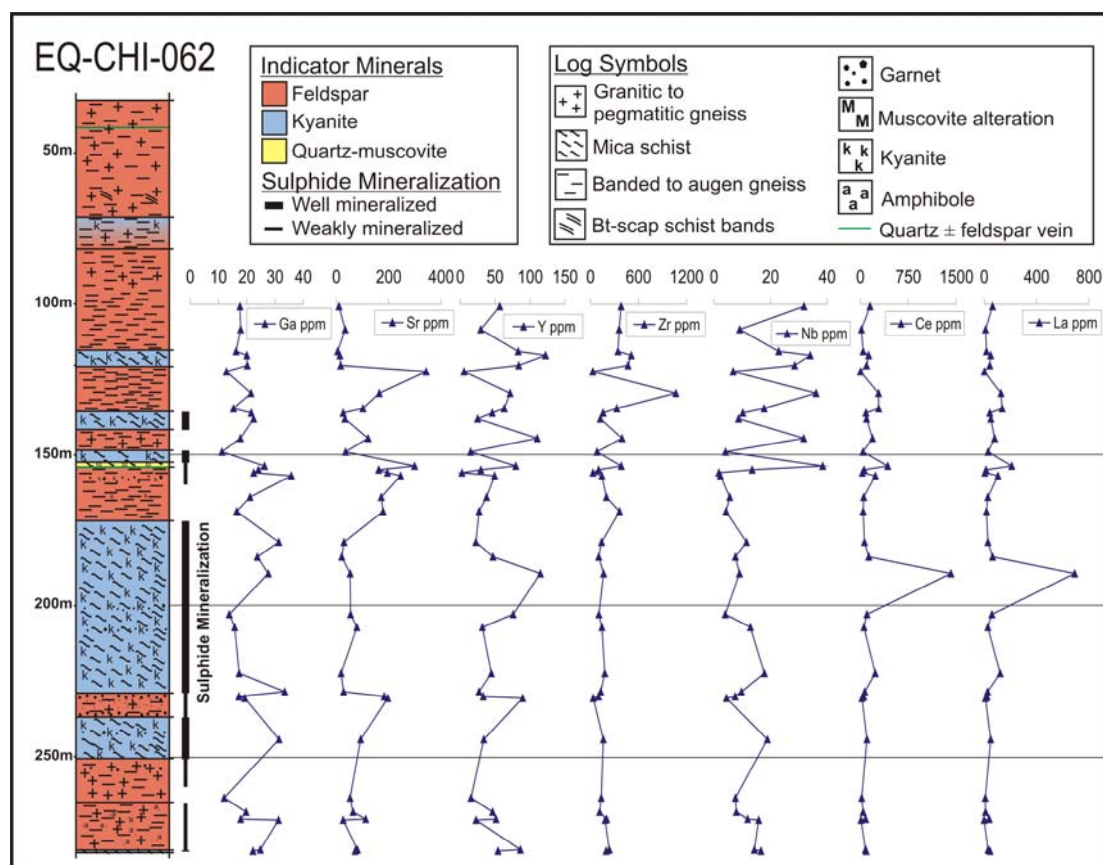 EQ-CHI-062
Indicator Minerals
Feldspar
Kyanite
Quartz-muscovite
Sulphide Mineralization
Well mineralized
Weakly mineralized
Log Symbols
Granitic to
pegmatitic gneiss
Mica schist
Banded to augen gneiss
Bt-scap schist bands
Garnet
M
M
Muscovite alteration
k k
k
Kyanite
a a
a
Amphibole
Quartz ± feldspar vein
50m
100m
150m
200m
250m
0 20 40
0 200 400
0 50 100 150
0 600 1200
0 20 40
0 750 1500
0 400 800
Ga ppm
Sr ppm
Y ppm
Zr ppm
Nb ppm
Ce ppm
La ppm
Sulphide Mineralization